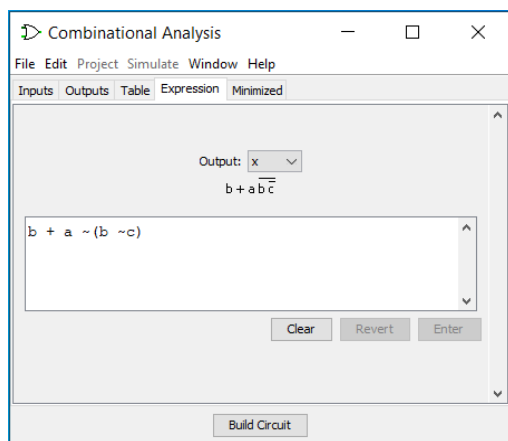 Combinational Analysis
File Edit Project Simulate Window Help
Inputs Outputs Table Expression Minimized
Output: x
b + a b̅ c̿
b + a ~(b ~c)
Clear Revert Enter
Build Circuit